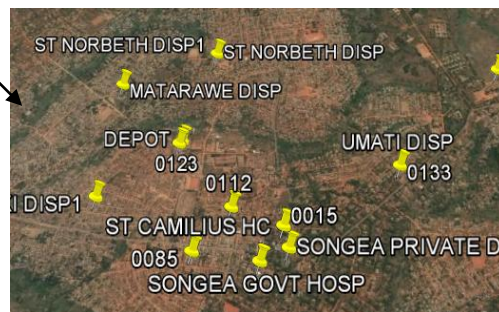 ST NORBETH DISP1
ST NORBETH DISP
MATARAWE DISP
DEPOT
0123
UMATI DISP
0133
0112
I DISP1
0015
ST CAMILIUS HC
SONGEA PRIVATE D
0085
SONGEA GOVT HOSP